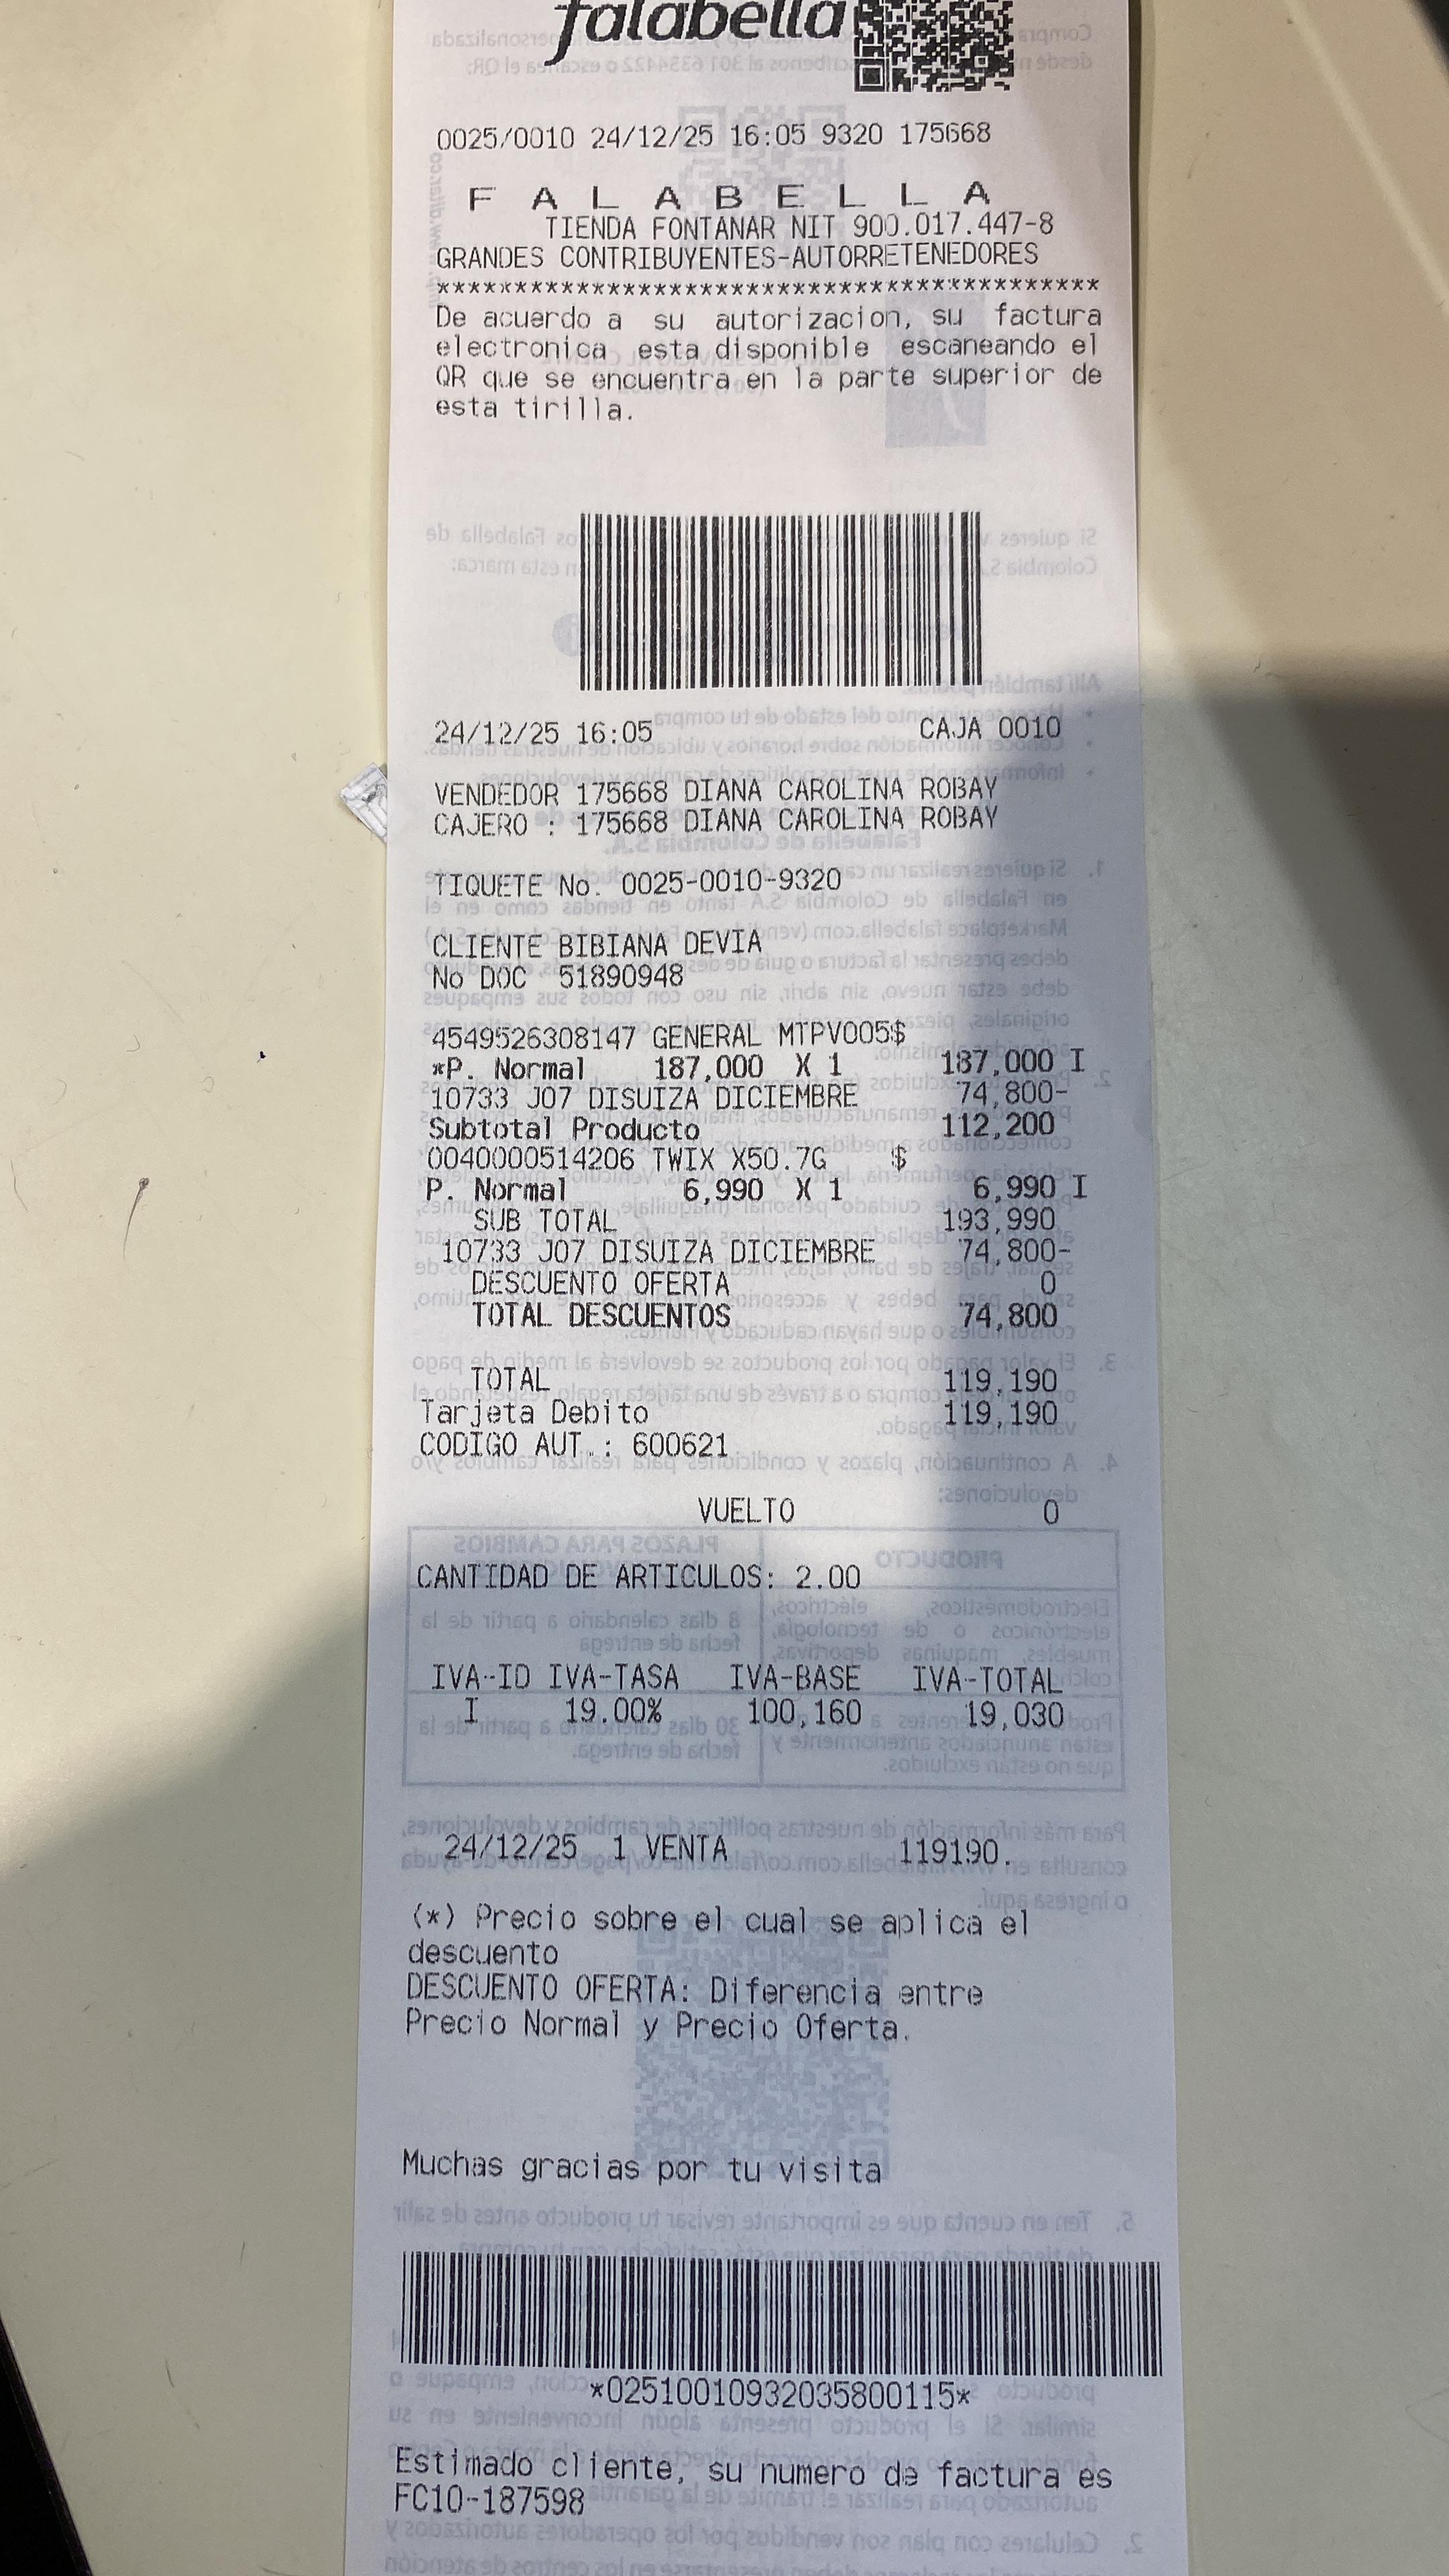 falabella
0025/0010 24/12/25 16:05 9320 175668
F A L A B E L L A
TIENDA FONTANAR NIT 900.017.447-8
GRANDES CONTRIBUYENTES-AUTORRETENEDORES
*******************************************
De acuerdo a su autorizacion, su factura
electronica esta disponible escaneando el
QR que se encuentra en la parte superior de
esta tirilla.
24/12/25 16:05 CAJA 0010
VENDEDOR 175668 DIANA CAROLINA ROBAY
CAJERO : 175668 DIANA CAROLINA ROBAY
TIQUETE No. 0025-0010-9320
CLIENTE BIBIANA DEVIA
No DOC 51890948
4549526308147 GENERAL MTPV005$
*P. Normal 187,000 X 1 187,000 I
10733 J07 DISUIZA DICIEMBRE 74,800-
Subtotal Producto 112,200
0040000514206 TWIX X50.7G $
P. Normal 6,990 X 1 6,990 I
SUB TOTAL 193,990
10733 J07 DISUIZA DICIEMBRE 74,800-
DESCUENTO OFERTA 0
TOTAL DESCUENTOS 74,800
TOTAL 119,190
Tarjeta Debito 119,190
CODIGO AUT.: 600621
VUELTO 0
CANTIDAD DE ARTICULOS: 2.00
IVA-ID IVA-TASA IVA-BASE IVA-TOTAL
I 19.00% 100,160 19,030
24/12/25 1 VENTA 119190.
(*) Precio sobre el cual se aplica el
descuento
DESCUENTO OFERTA: Diferencia entre
Precio Normal y Precio Oferta.
Muchas gracias por tu visita
*02510010932035800115*
Estimado cliente, su numero de factura es
FC10-187598